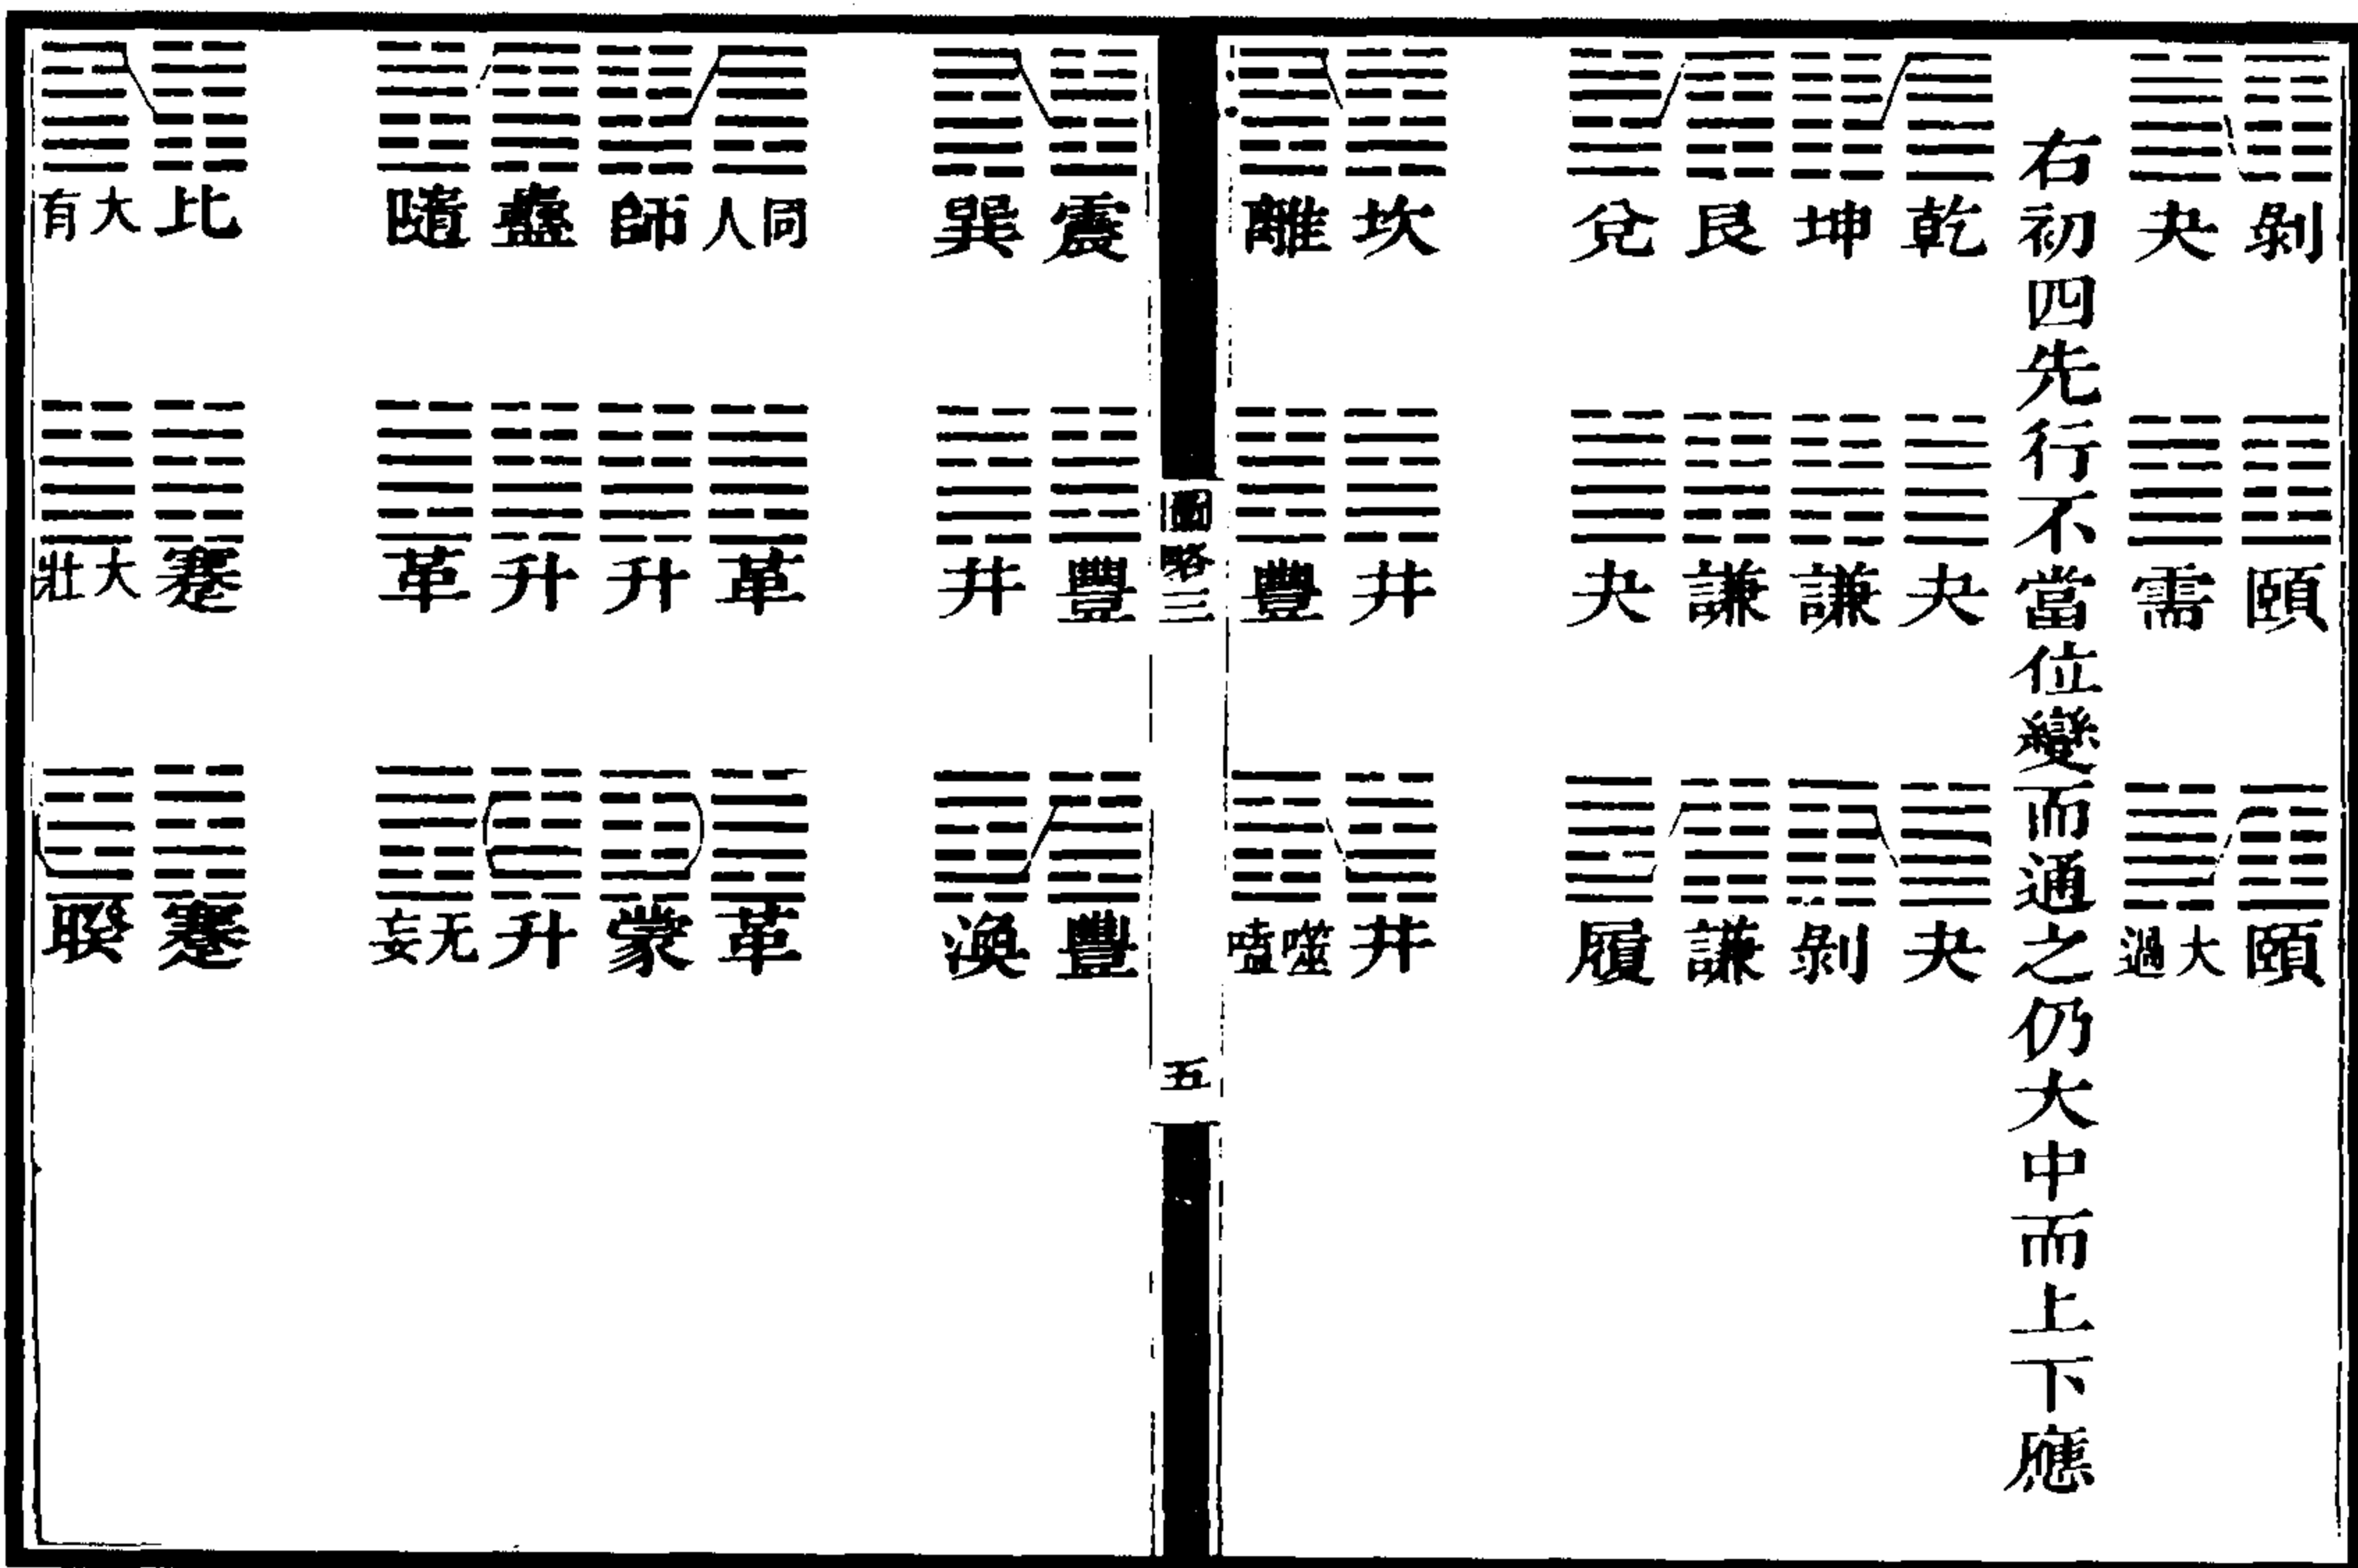 剝 頤 頤
夬 需 大過
右初四先行不當位變而通之仍大中而上下應
乾 夬 夬
坤 謙 剝
艮 謙 謙
兌 夬 履
坎 井 井
離 豐 噬嗑
圖略三 五
震 豐 豐
巽 井 渙
同人 革 革
師 升 蒙
蠱 升 升
隨 革 无妄
比 蹇 蹇
大有 大壯 睽